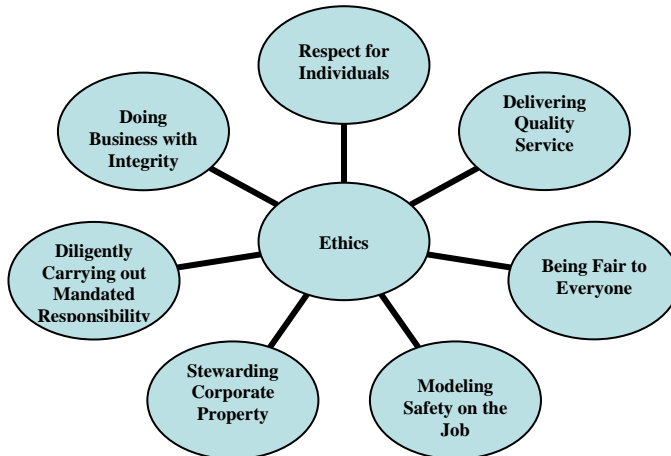 Respect for
Individuals
Delivering
Quality
Service
Being Fair to
Everyone
Modeling
Safety on the
Job
Stewarding
Corporate
Property
Diligently
Carrying out
Mandated
Responsibility
Doing
Business with
Integrity
Ethics